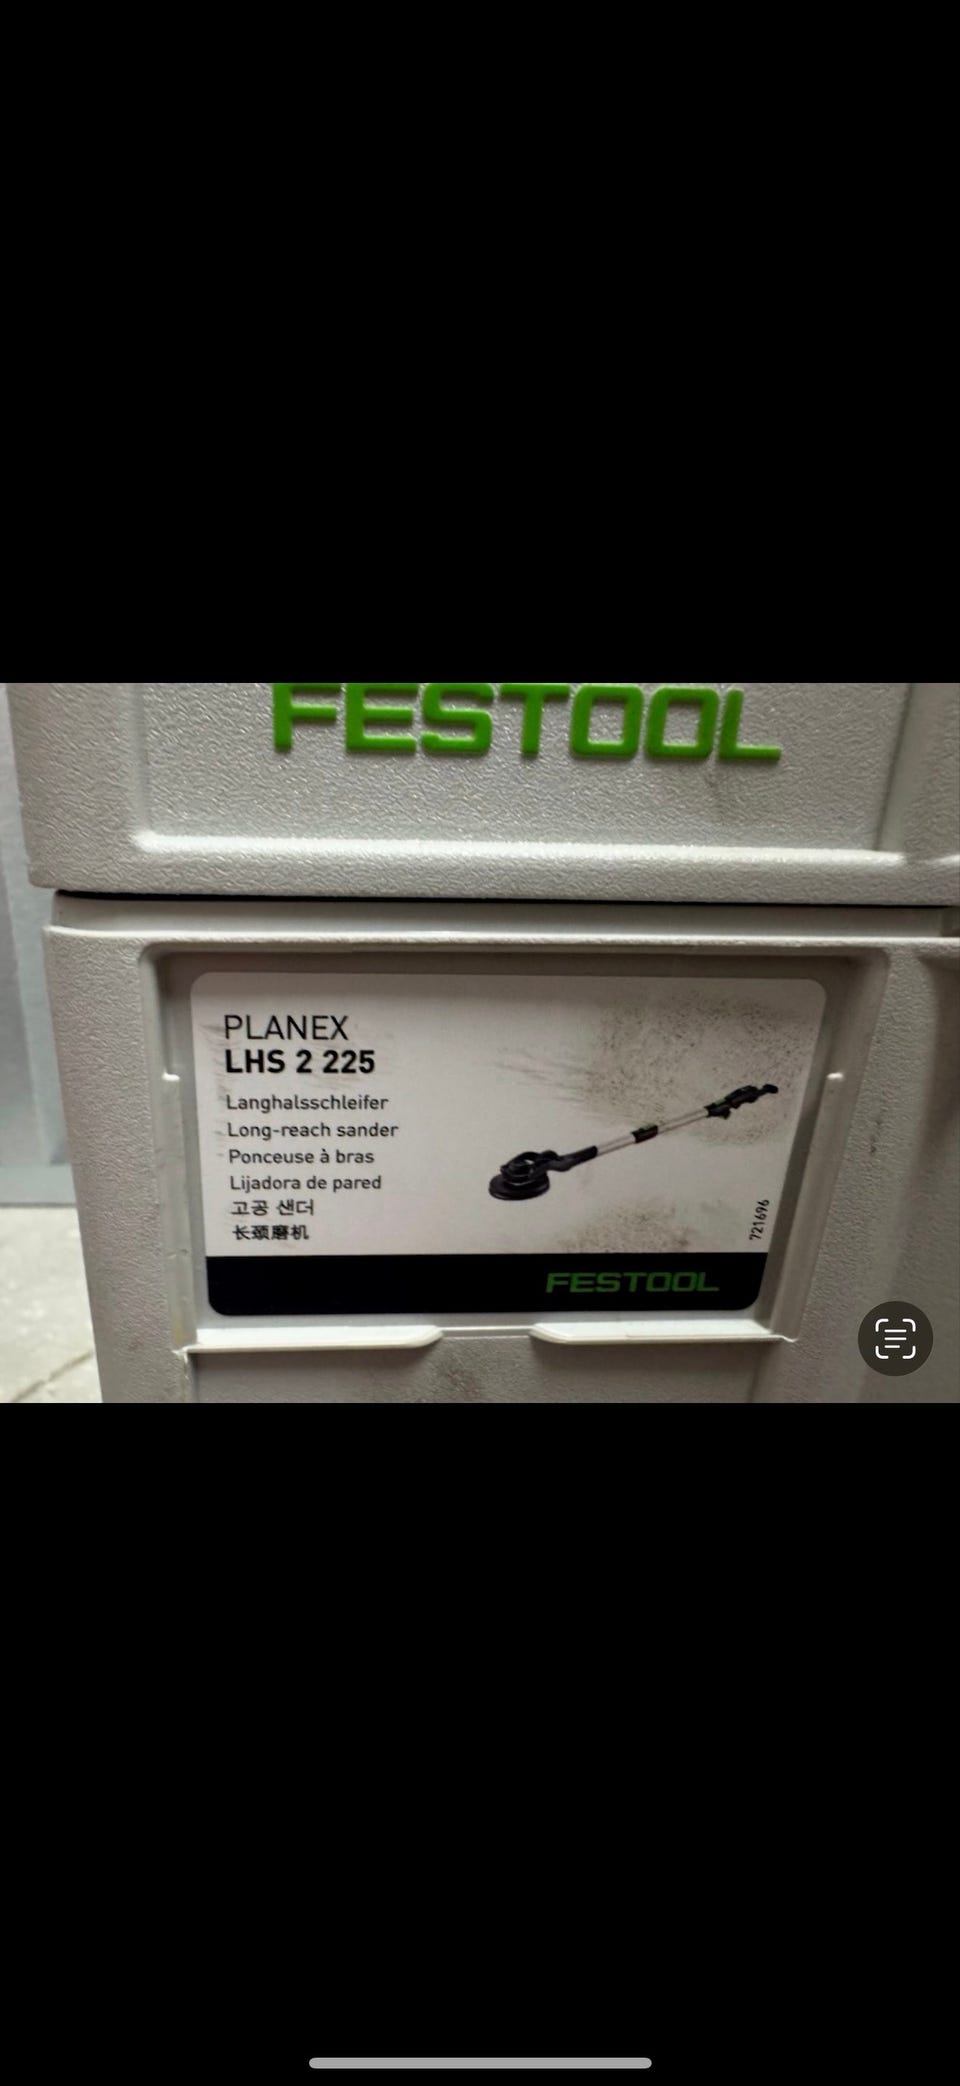 FESTOOL
PLANEX
LHS 2 225
Langhalsschleifer
Long-reach sander
Ponceuse à bras
Lijadora de pared
고공 샌더
长颈磨机
721696
FESTOOL